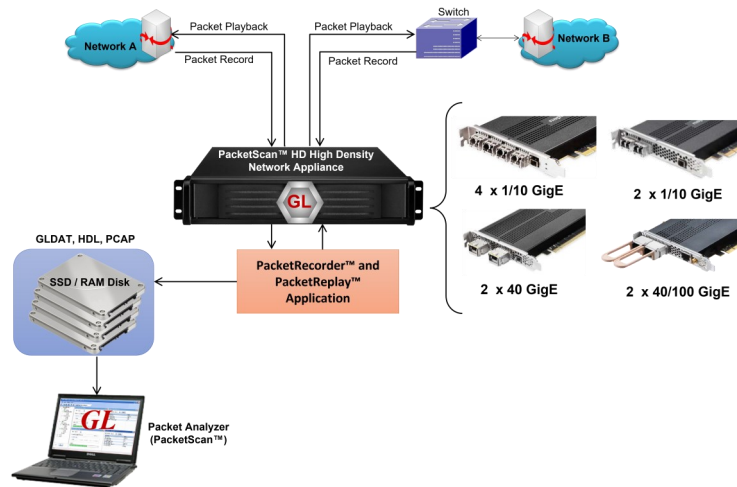 Switch
Packet Playback
Packet Playback
Network A
Network B
Packet Record
Packet Record
PacketScan™ HD High Density
Network Appliance
GL
4 x 1/10 GigE
2 x 1/10 GigE
GLDAT, HDL, PCAP
SSD / RAM Disk
PacketRecorder™ and
PacketReplay™
Application
2 x 40 GigE
2 x 40/100 GigE
GL
Packet Analyzer
(PacketScan™)